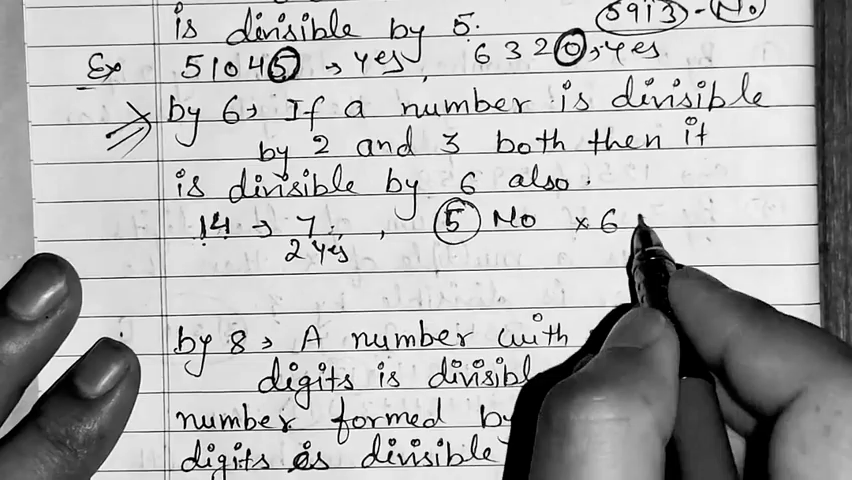 is divisible by 5. 5913 - No
Ex 51045 → yes, 6320 → yes
by 6 → If a number is divisible
by 2 and 3 both then it
is divisible by 6 also.
14 → 7, 5 No × 6
2 yes
by 8 → A number with
digits is
number formed by
digits is divisible